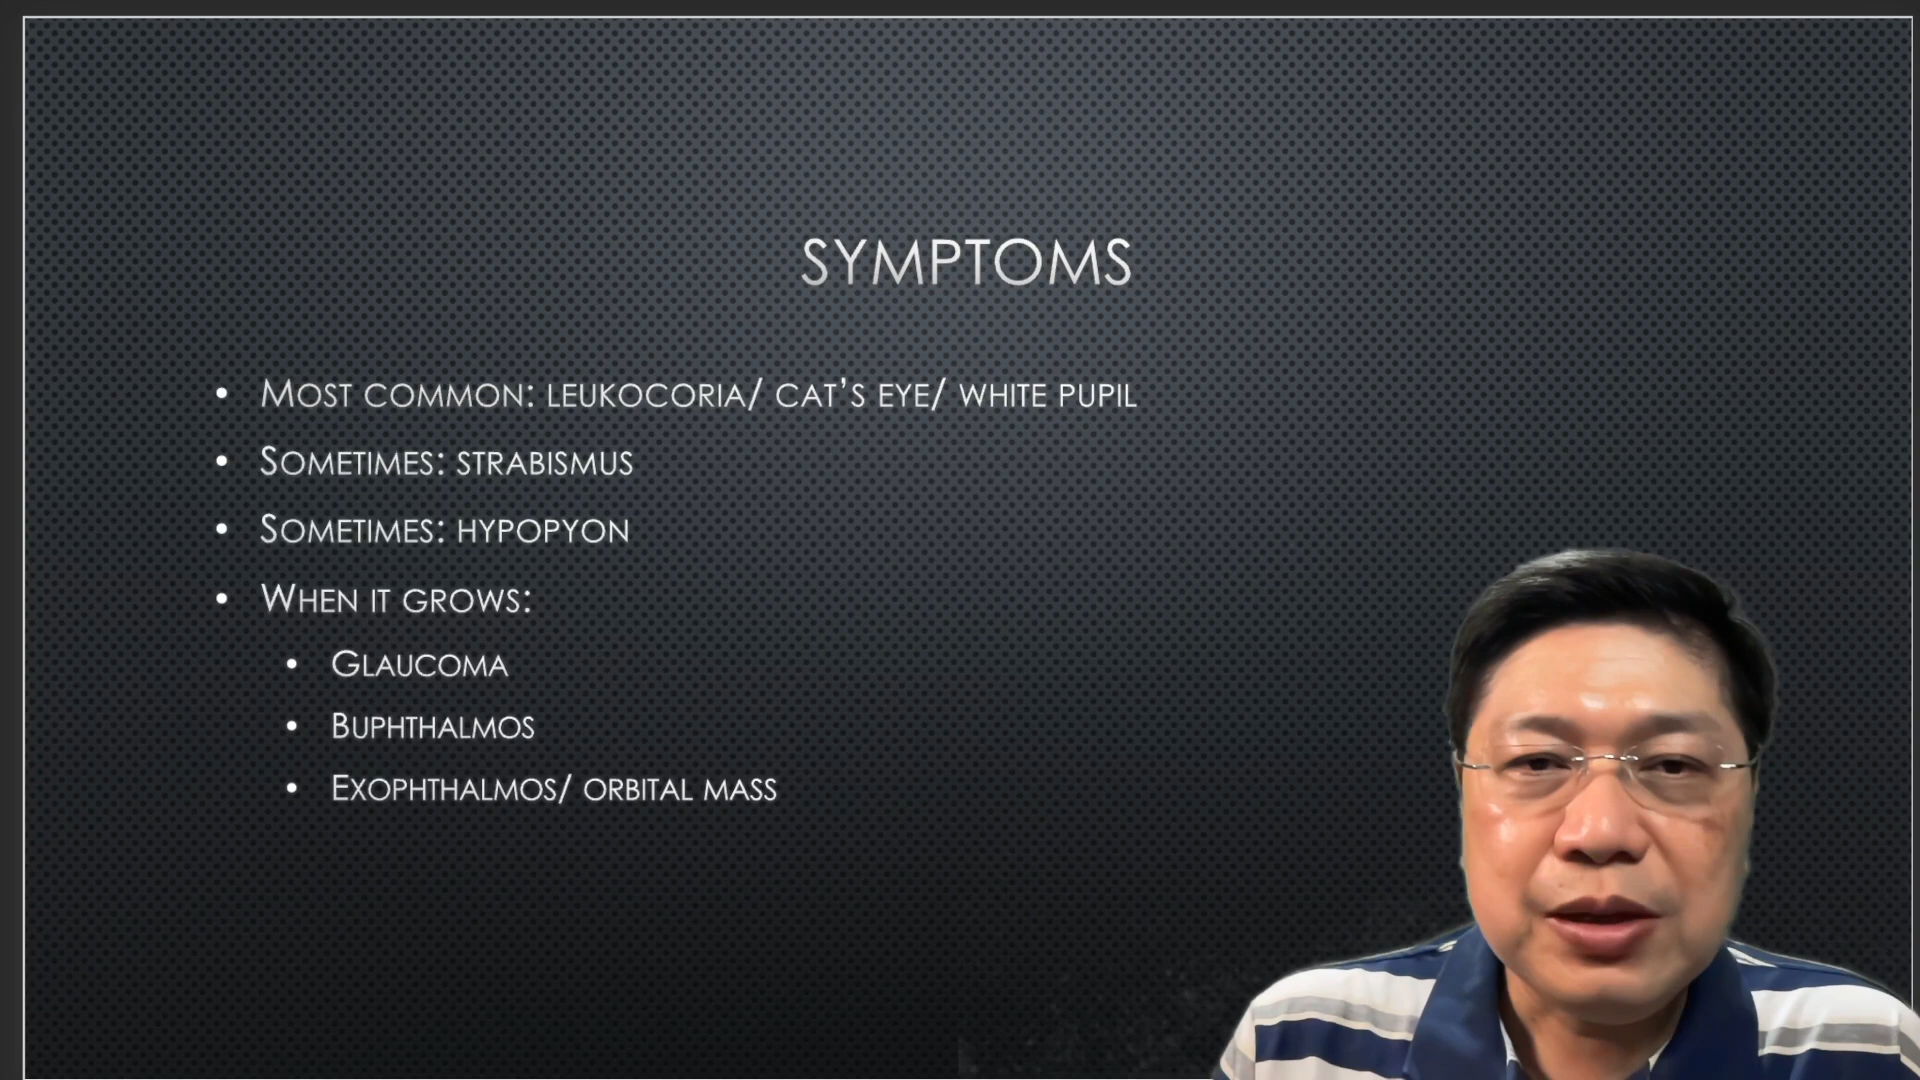 SYMPTOMS
• MOST COMMON: LEUKOCORIA/ CAT'S EYE/ WHITE PUPIL
• SOMETIMES: STRABISMUS
• SOMETIMES: HYPOPYON
• WHEN IT GROWS:
• GLAUCOMA
• BUPHTHALMOS
• EXOPHTHALMOS/ ORBITAL MASS